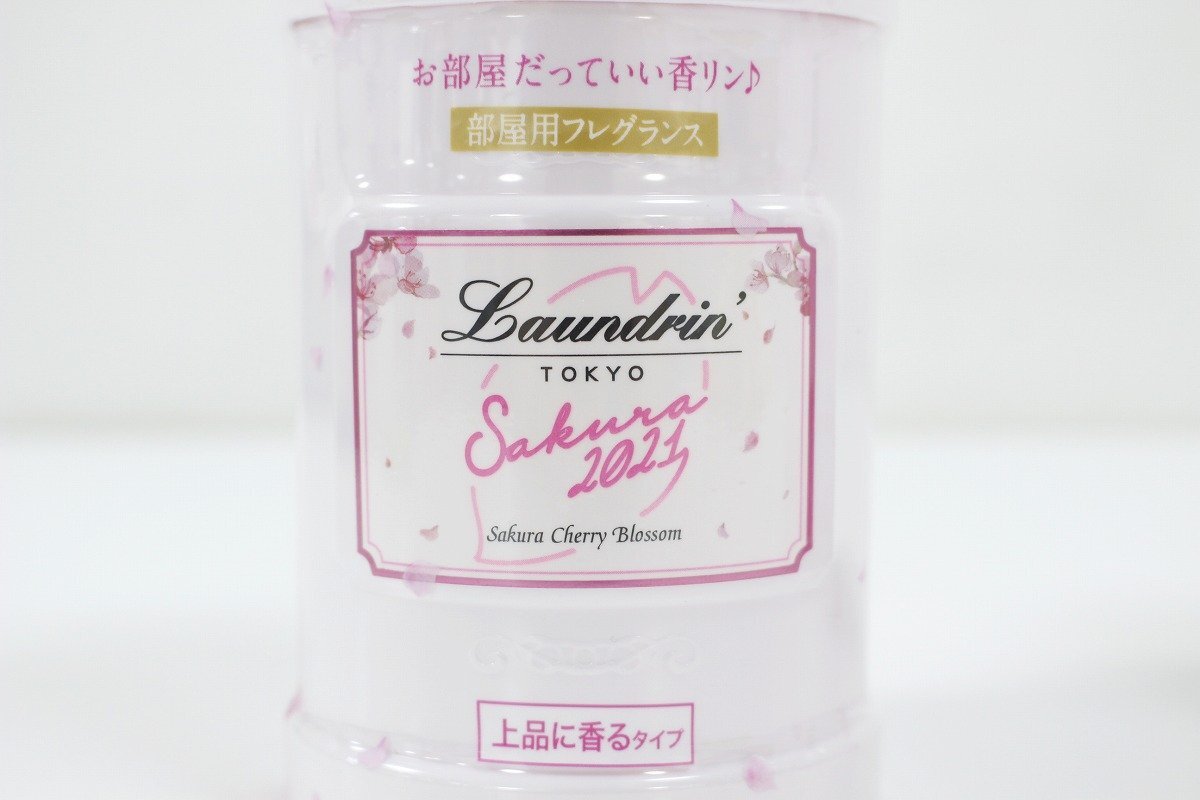 お部屋だっていい香リン♪
部屋用フレグランス
Laundrin'
TOKYO
Sakura
2021
Sakura Cherry Blossom
上品に香るタイプ